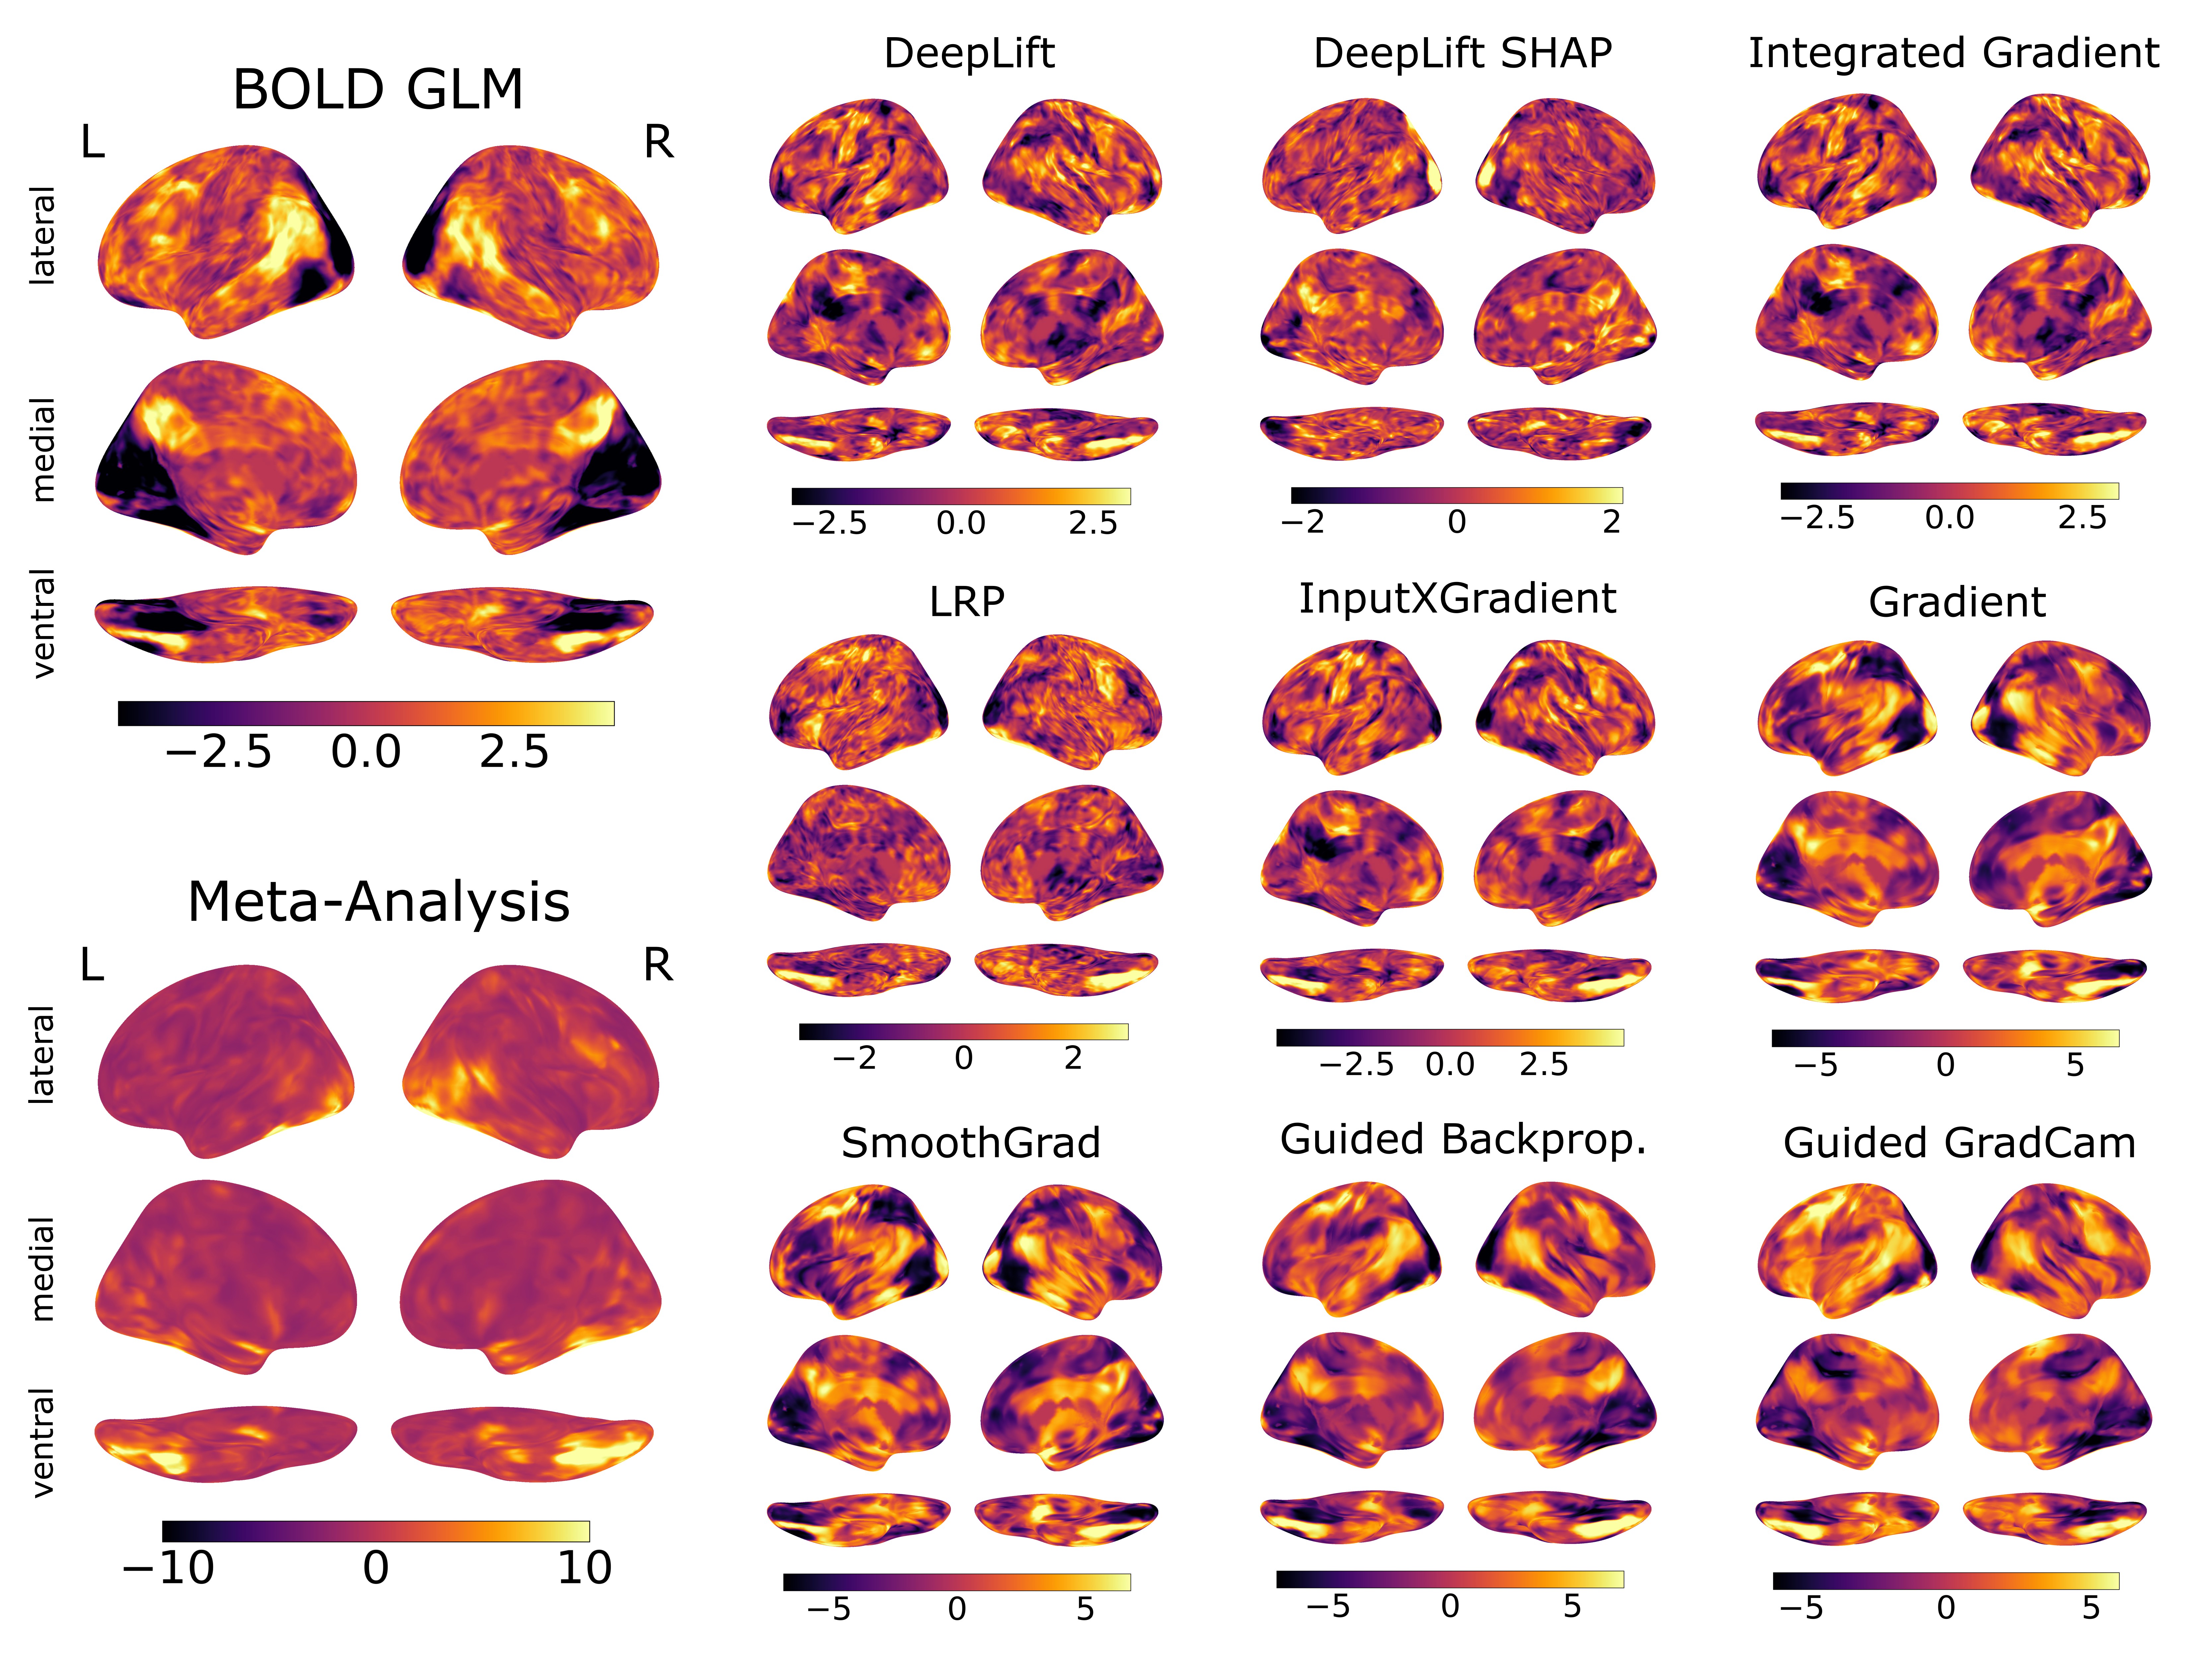 BOLD GLM
L R
lateral
medial
ventral
−2.5 0.0 2.5
Meta-Analysis
L R
lateral
medial
ventral
−10 0 10
DeepLift
−2.5 0.0 2.5
DeepLift SHAP
−2 0 2
Integrated Gradient
−2.5 0.0 2.5
LRP
−2 0 2
InputXGradient
−2.5 0.0 2.5
Gradient
−5 0 5
SmoothGrad
−5 0 5
Guided Backprop.
−5 0 5
Guided GradCam
−5 0 5